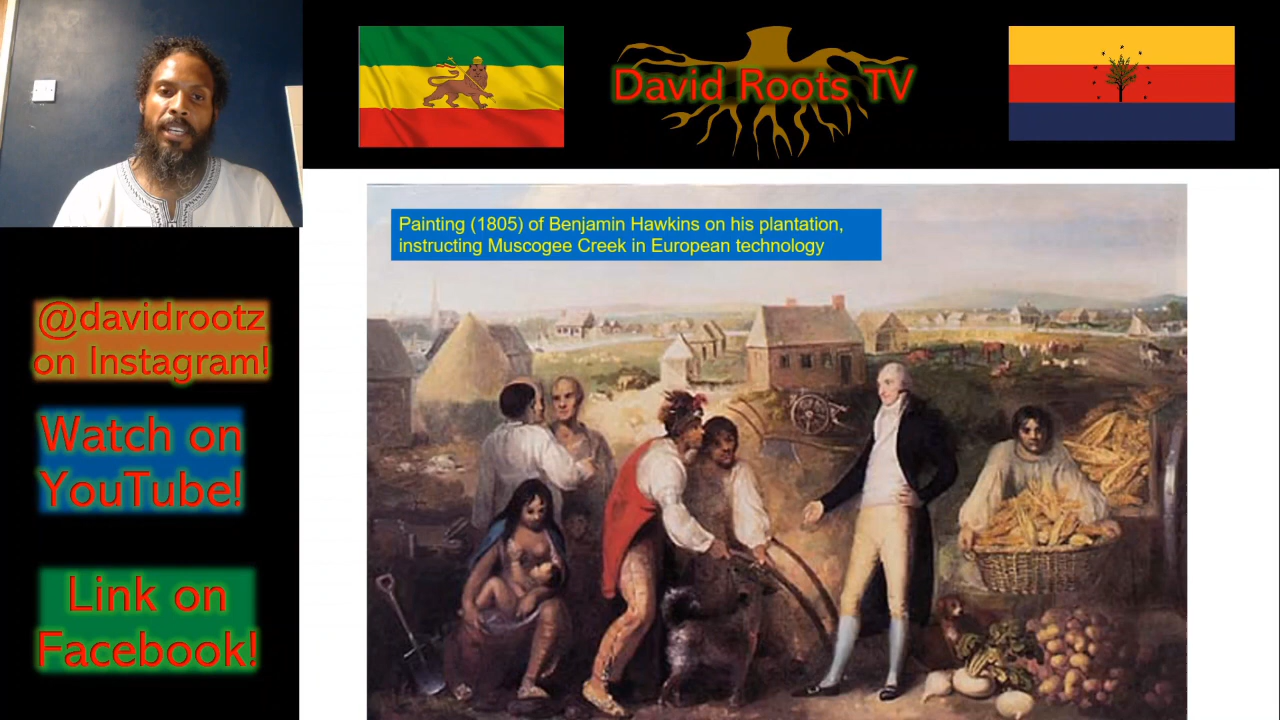 David Roots TV
Painting (1805) of Benjamin Hawkins on his plantation,
instructing Muscogee Creek in European technology
@davidrootz
on Instagram!
Watch on
YouTube!
Link on
Facebook!